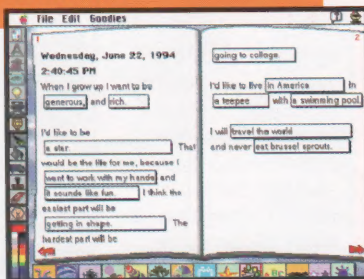 File Edit Goodies
1
Wednesday, June 22, 1994
2:40:45 PM
When I grow up I want to be
generous, and rich.
I'd like to be
a star. That
would be the life for me, because I
want to work with my hands and
it sounds like fun. I think the
easiest part will be
getting in shape. The
hardest part will be
2
going to collage.
I'd like to live in America in
a teepee with a swimming pool.
I will travel the world
and never eat brussel sprouts.